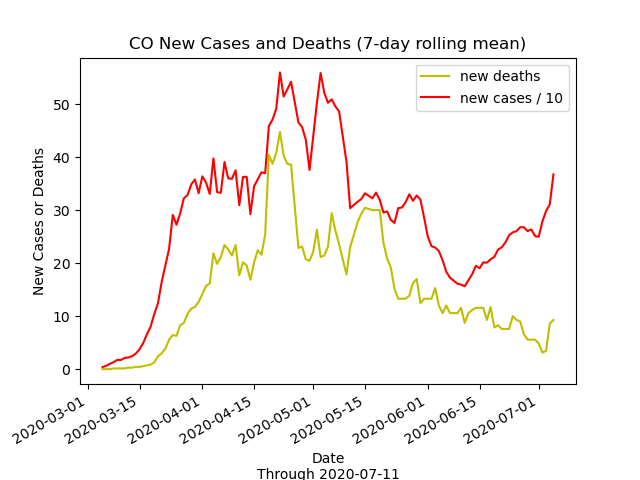 CO New Cases and Deaths (7-day rolling mean)
new deaths
new cases / 10
New Cases or Deaths
50
40
30
20
10
0
2020-03-01
2020-03-15
2020-04-01
2020-04-15
2020-05-01
2020-05-15
2020-06-01
2020-06-15
2020-07-01
Date
Through 2020-07-11